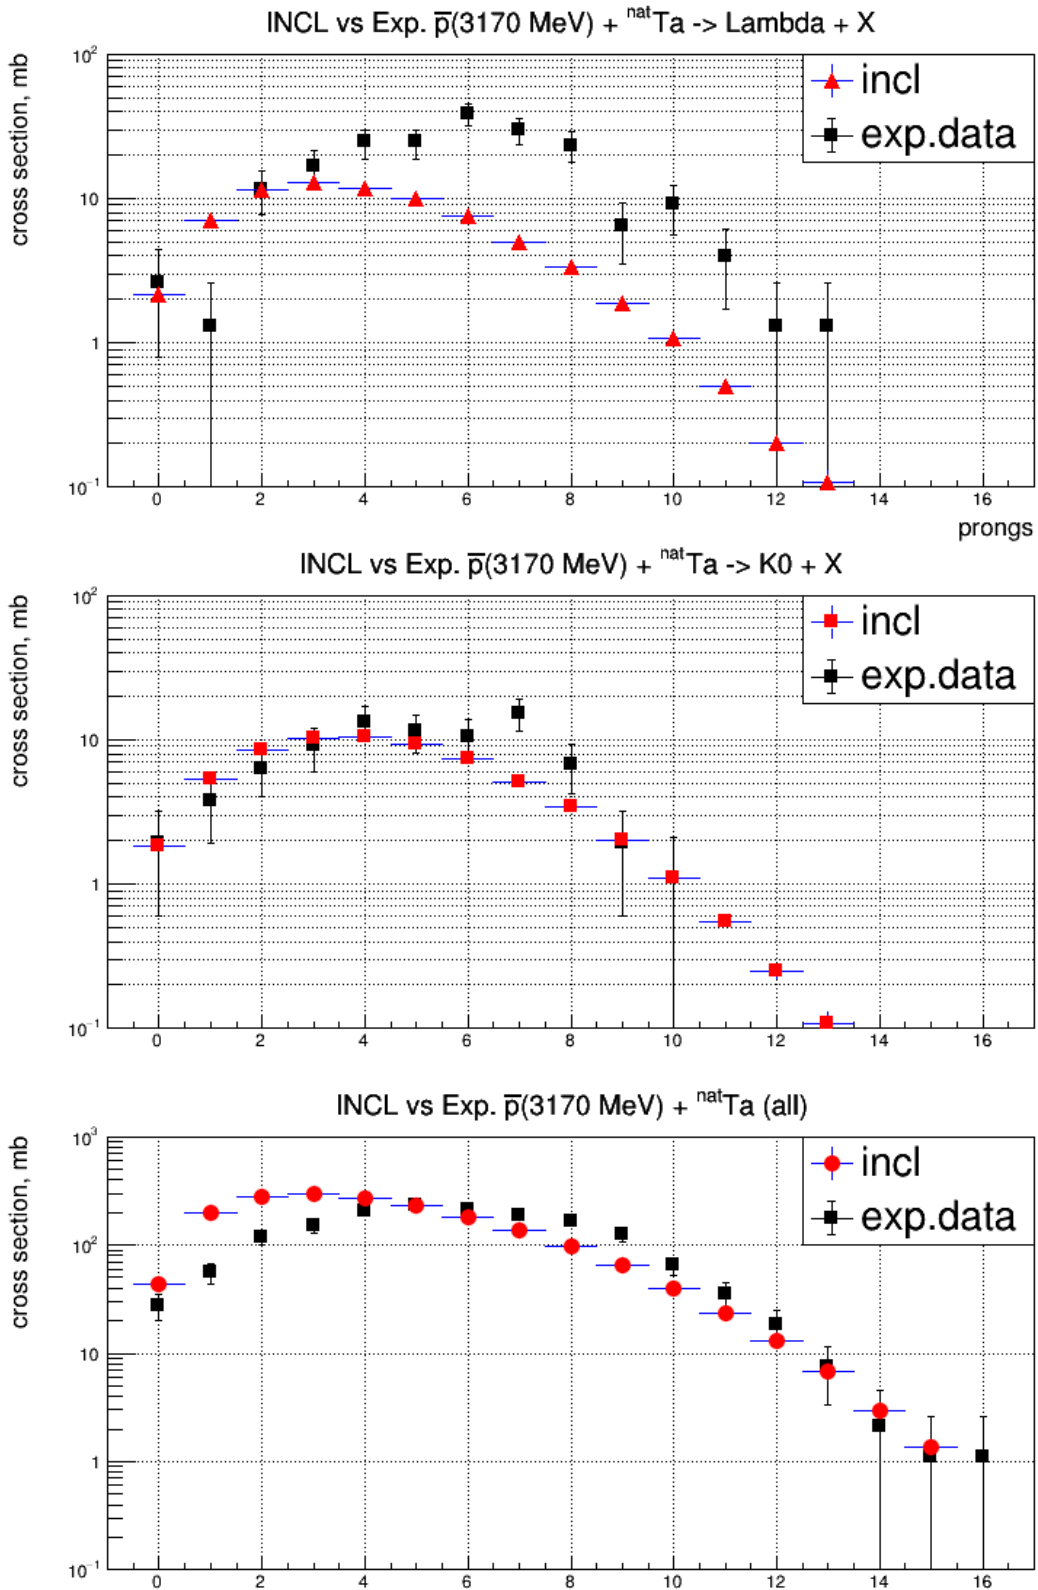 INCL vs Exp. p̅(3170 MeV) + ⁿᵃᵗTa -> Lambda + X
cross section, mb
10²
10
1
10⁻¹
incl
exp.data
0 2 4 6 8 10 12 14 16
prongs
INCL vs Exp. p̅(3170 MeV) + ⁿᵃᵗTa -> K0 + X
cross section, mb
10²
10
1
10⁻¹
incl
exp.data
0 2 4 6 8 10 12 14 16
INCL vs Exp. p̅(3170 MeV) + ⁿᵃᵗTa (all)
cross section, mb
10³
10²
10
1
10⁻¹
incl
exp.data
0 2 4 6 8 10 12 14 16